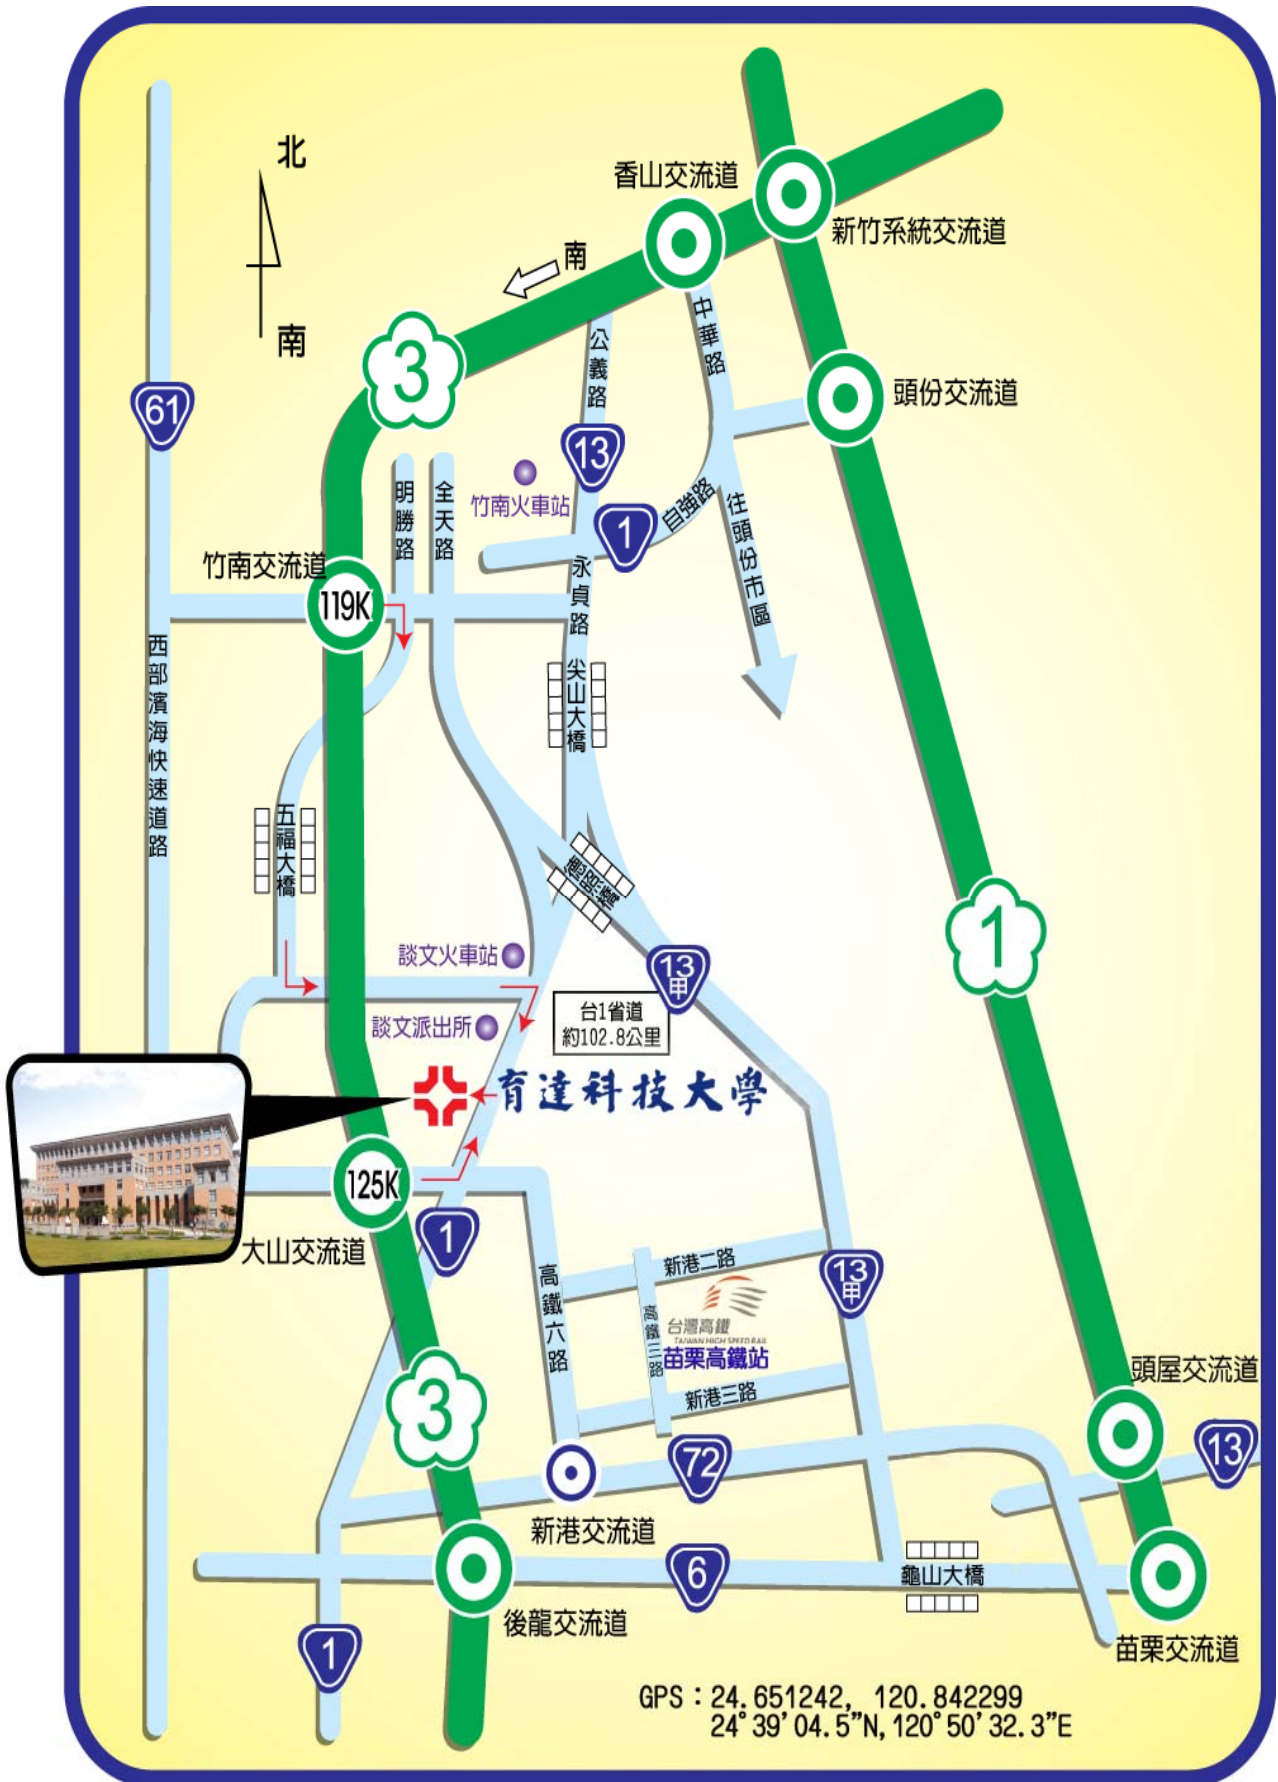 北
南
香山交流道
新竹系統交流道
南
中華路
公義路
3
61
頭份交流道
13
竹南火車站
明勝路
全天路
1
自強路
往頭份市區
竹南交流道
119K
永貞路
西部濱海快速道路
尖山大橋
五福大橋
德昭橋
1
談文火車站
13甲
談文派出所
台1省道
約102.8公里
育達科技大學
125K
大山交流道
1
高鐵六路
新港二路
13甲
高鐵三路
台灣高鐵
TAIWAN HIGH SPEED RAIL
苗栗高鐵站
新港三路
3
頭屋交流道
13
72
新港交流道
6
龜山大橋
後龍交流道
1
苗栗交流道
GPS：24.651242, 120.842299
24°39’04.5”N, 120°50’32.3”E